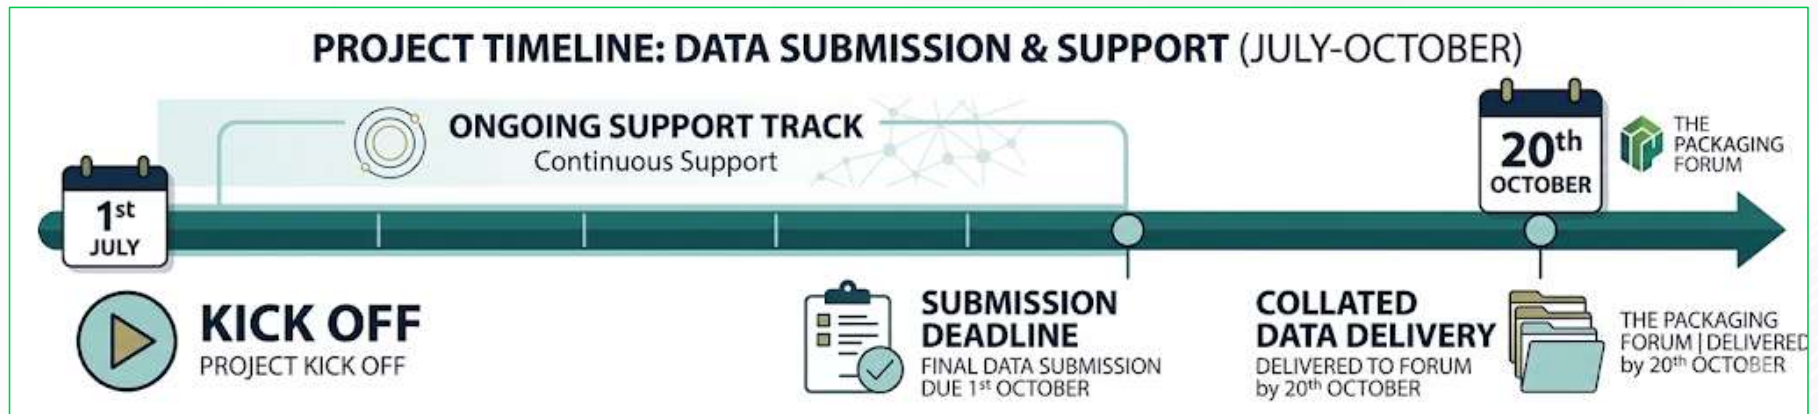 PROJECT TIMELINE: DATA SUBMISSION & SUPPORT (JULY-OCTOBER)
ONGOING SUPPORT TRACK
Continuous Support
1st
JULY
20th
OCTOBER
THE
PACKAGING
FORUM
KICK OFF
PROJECT KICK OFF
SUBMISSION
DEADLINE
FINAL DATA SUBMISSION
DUE 1st OCTOBER
COLLATED
DATA DELIVERY
DELIVERED TO FORUM
by 20th OCTOBER
THE PACKAGING
FORUM | DELIVERED
by 20th OCTOBER